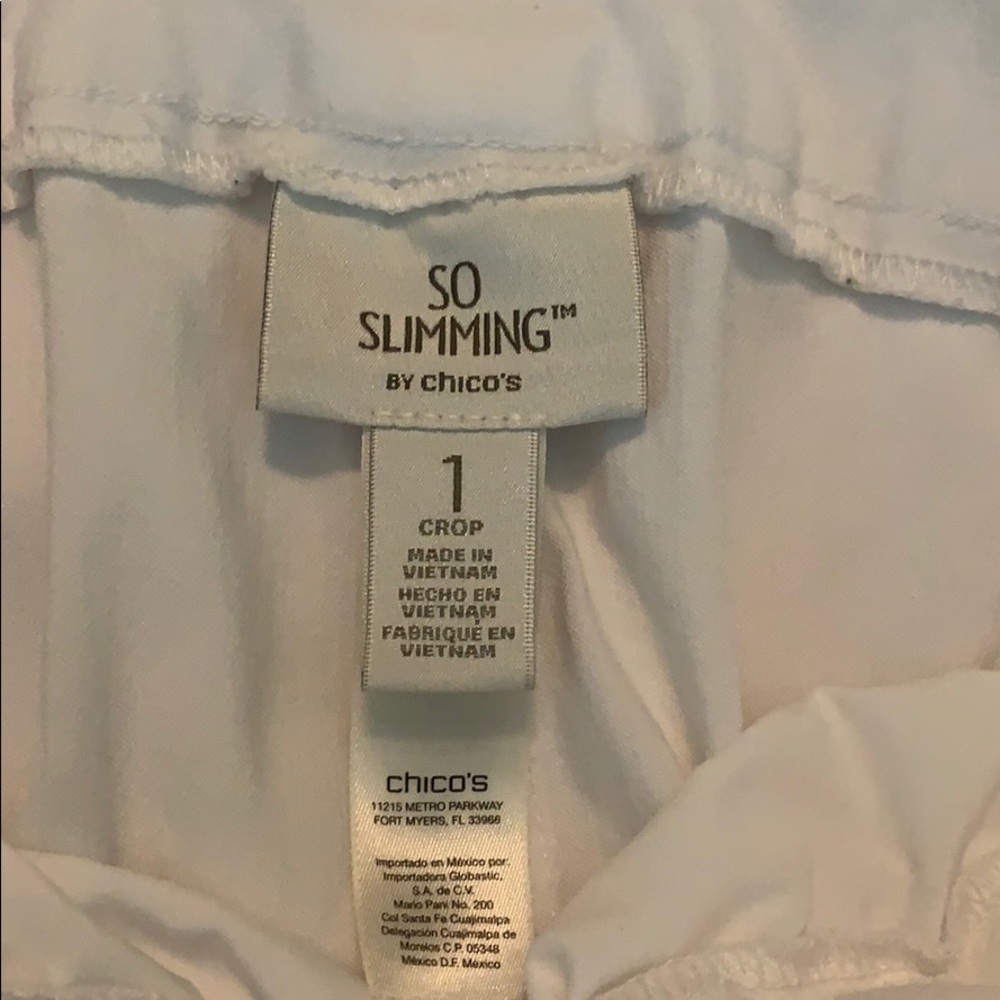 SO
SLIMMING™
BY chico's
1
CROP
MADE IN
VIETNAM
HECHO EN
VIETNAM
FABRIQUÉ EN
VIETNAM
chico's
11215 METRO PARKWAY
FORT MYERS, FL 33966
Importado en México por:
Importadora Globastic,
S.A. de C.V.
Mario Pani No. 200
Col Santa Fe Cuajimalpa
Delegación Cuajimalpa de
Morelos C.P. 05348
México D.F. México